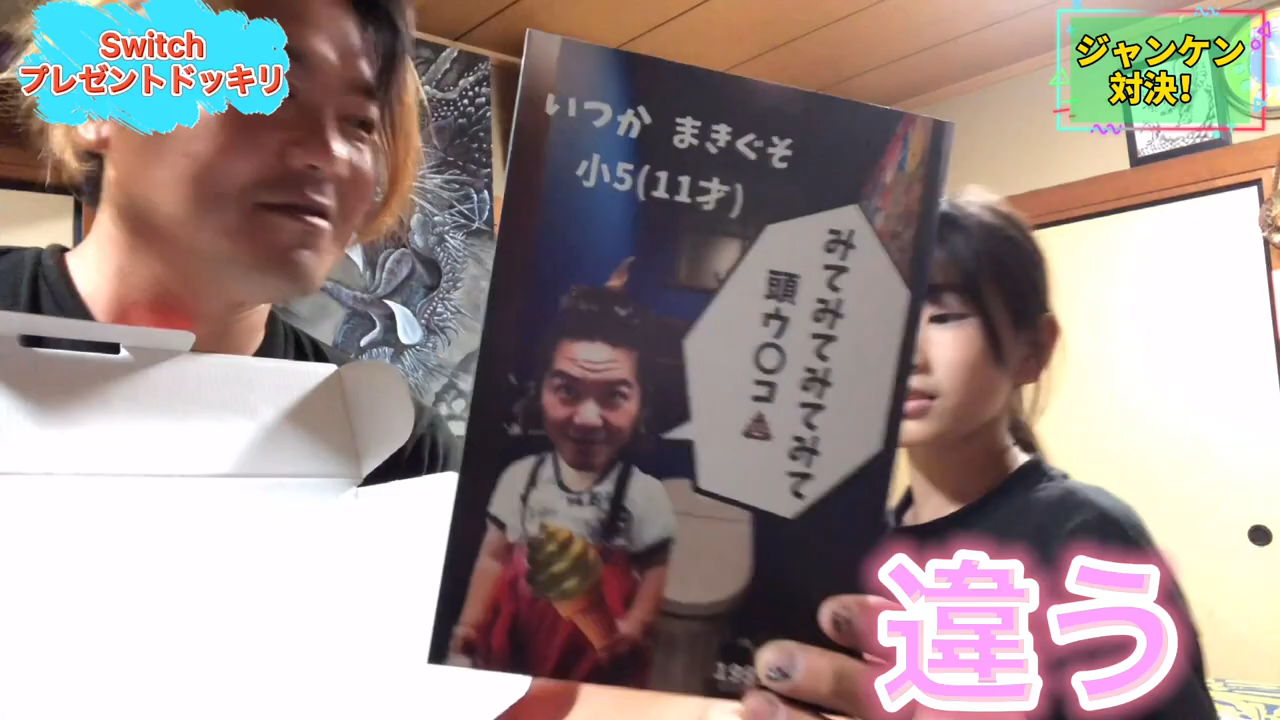 Switch
プレゼントドッキリ
ジャンケン
対決!
いつか まきぐそ
小5(11才)
みてみてみてみてみて
頭ウ〇コ💩
違う